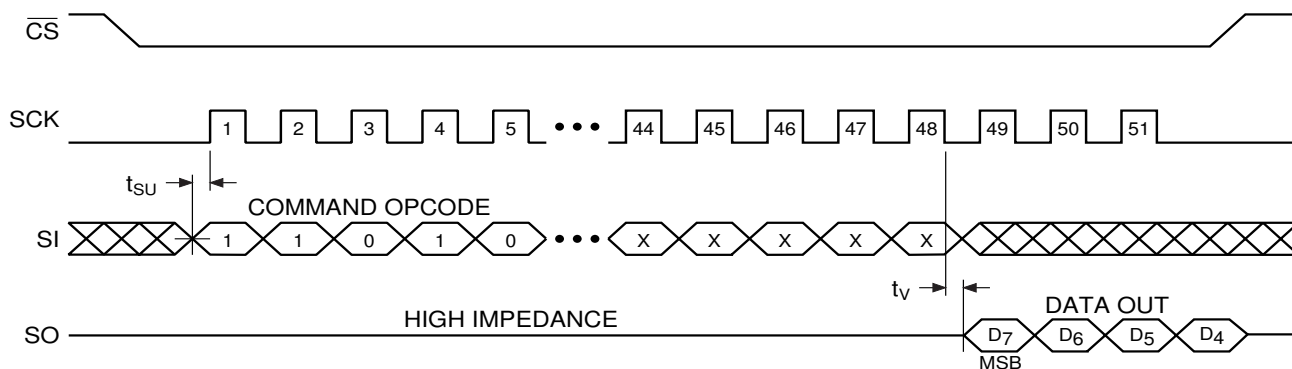 CS
SCK
1 2 3 4 5 ••• 44 45 46 47 48 49 50 51
tSU
COMMAND OPCODE
SI
1 1 0 1 0 ••• X X X X X
tV
HIGH IMPEDANCE
DATA OUT
SO
D7 D6 D5 D4
MSB